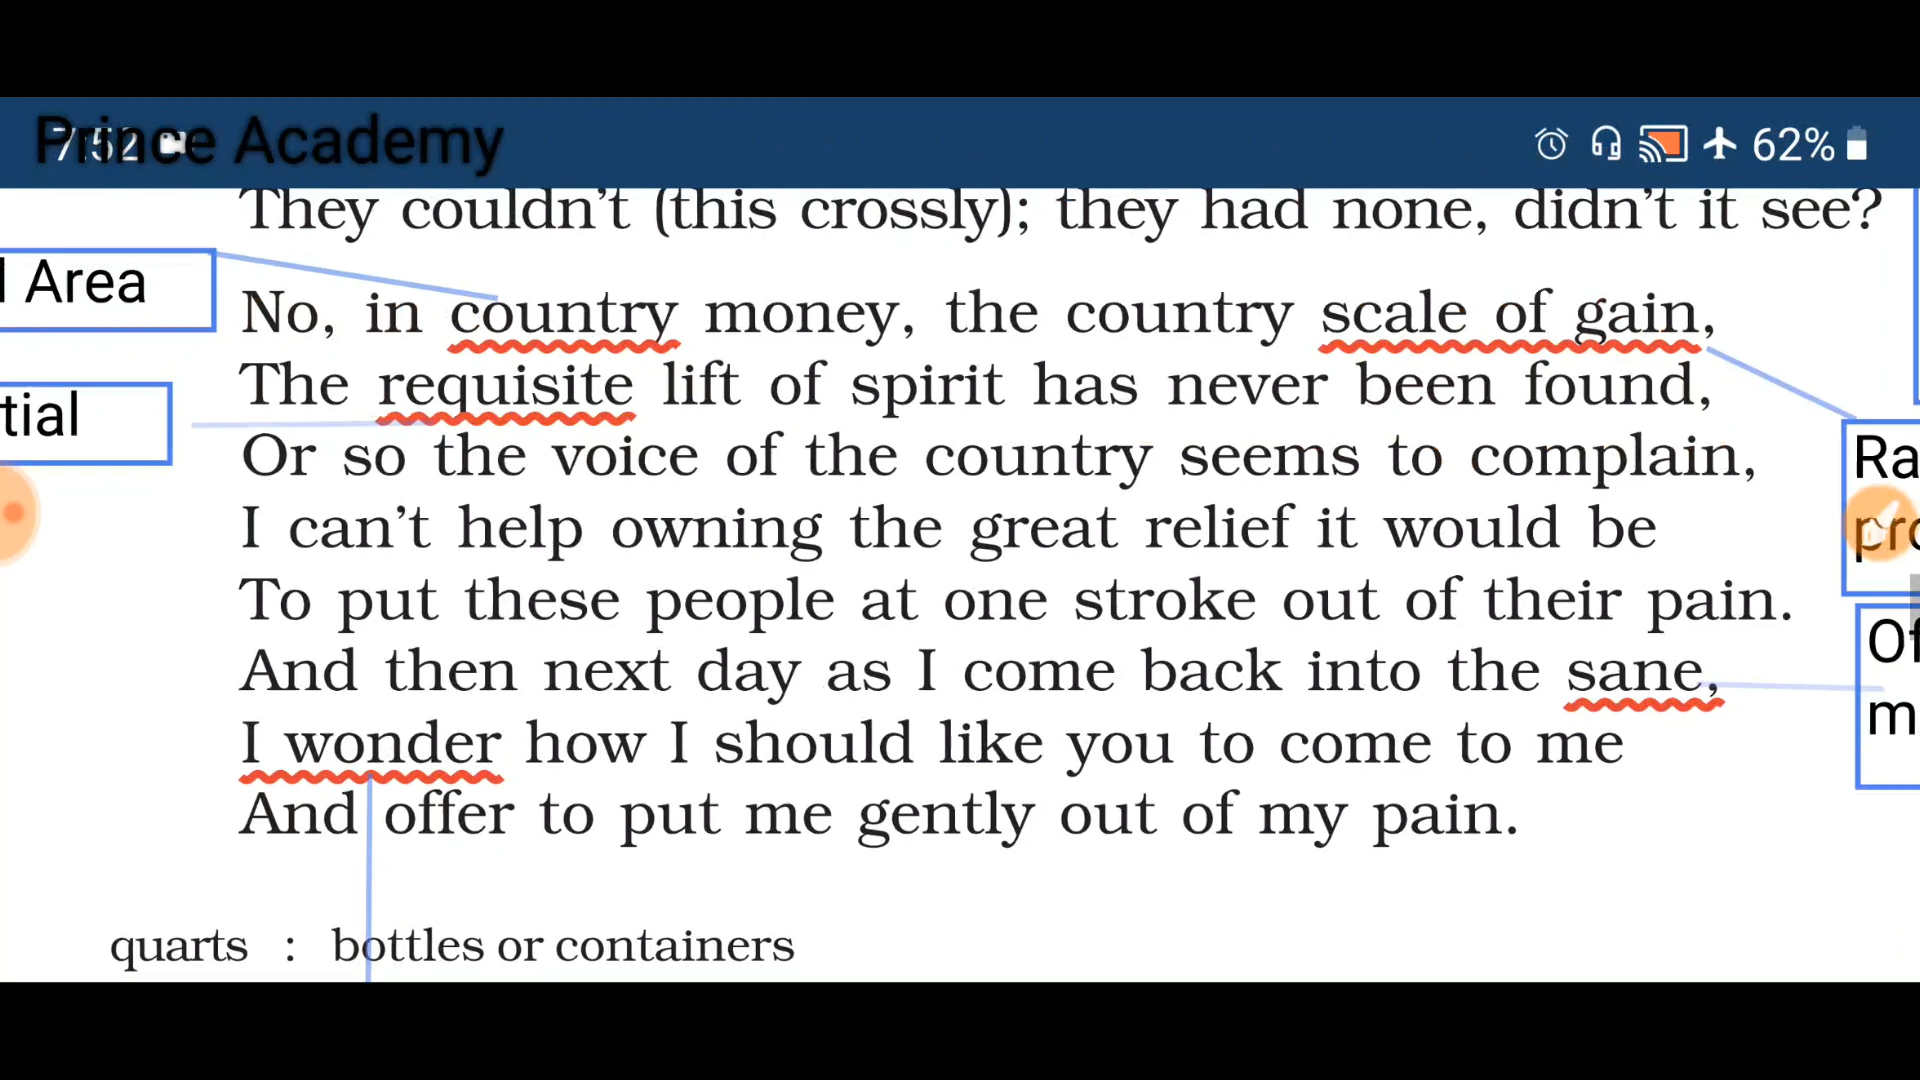 Prince Academy
7:52
62%
They couldn't (this crossly); they had none, didn't it see?
Area
No, in country money, the country scale of gain,
The requisite lift of spirit has never been found,
tial
Or so the voice of the country seems to complain,
Ra
I can't help owning the great relief it would be
pro
To put these people at one stroke out of their pain.
Of
And then next day as I come back into the sane,
m
I wonder how I should like you to come to me
And offer to put me gently out of my pain.
quarts : bottles or containers